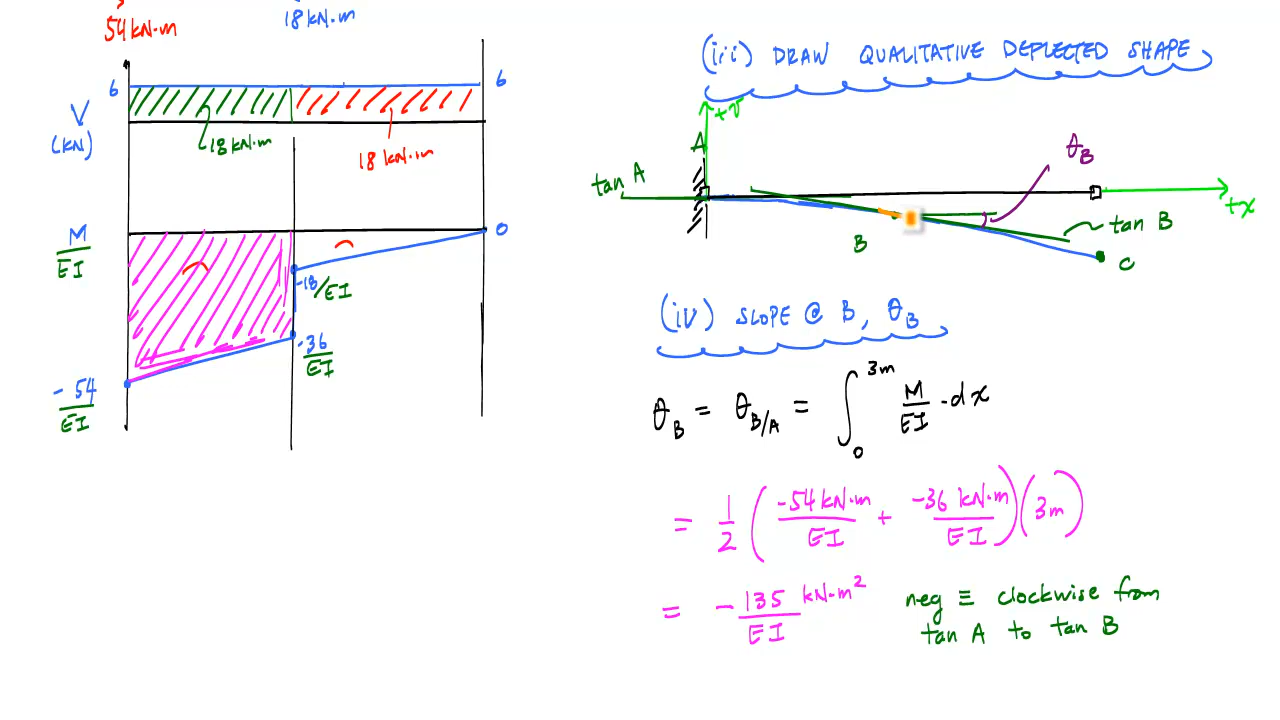 54 kN·m
18 kN·m
6
6
V
(kN)
18 kN·m
18 kN·m
M
EI
0
-18/EI
-36
EI
- 54
EI
(iii) DRAW QUALITATIVE DEFLECTED SHAPE
+v
A
tan A
θB
+x
tan B
B
C
(iv) SLOPE @ B, θB
θB = θB/A = ∫₀^3m M/EI · dx
= 1/2 (-54 kN·m/EI + -36 kN·m/EI)(3m)
= -135/EI kN·m² neg ≡ clockwise from
tan A to tan B